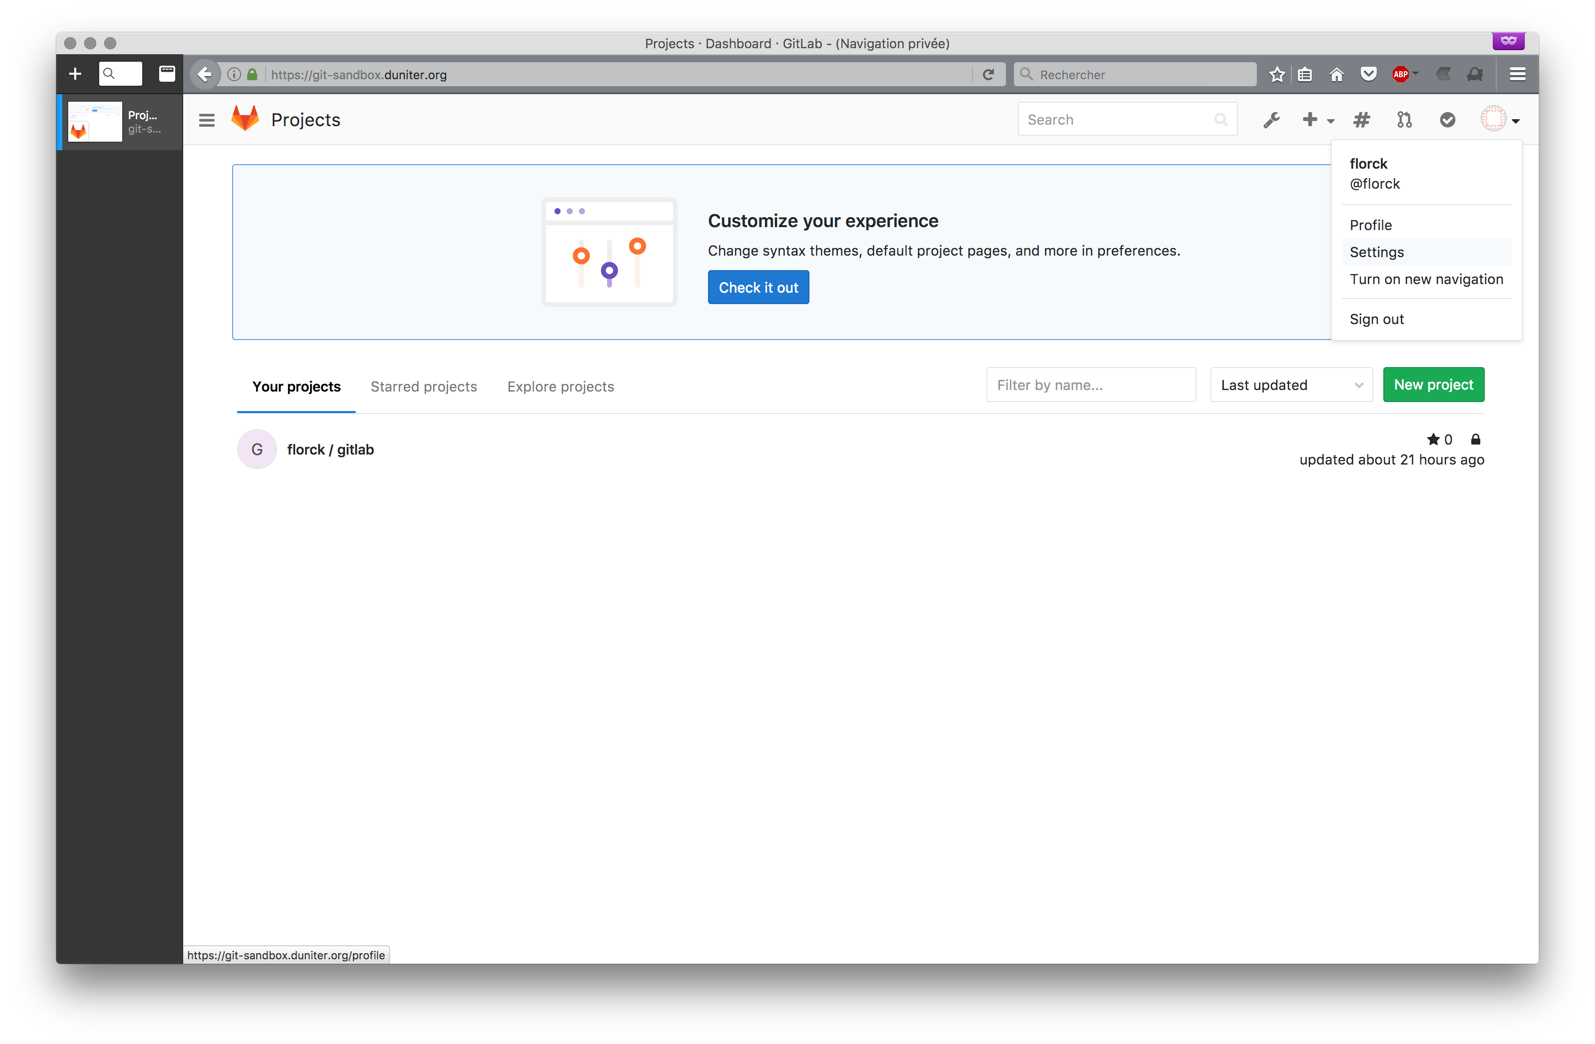 Projects · Dashboard · GitLab - (Navigation privée)
https://git-sandbox.duniter.org
Rechercher
ABP
Proj...
git-s...
Projects
Search
florck
@florck
Profile
Settings
Turn on new navigation
Sign out
Customize your experience
Change syntax themes, default project pages, and more in preferences.
Check it out
Your projects
Starred projects
Explore projects
Filter by name...
Last updated
New project
G
florck / gitlab
0
updated about 21 hours ago
https://git-sandbox.duniter.org/profile